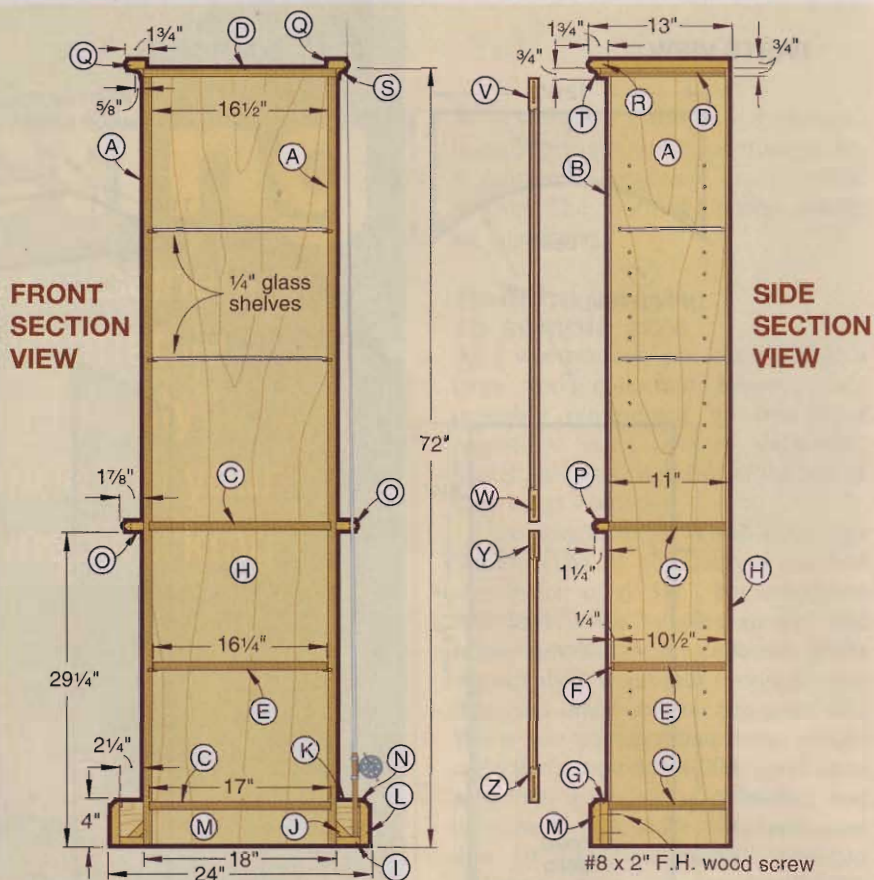 1¾"
Q
D
Q
S
⅝"
16½"
A
A
¼" glass
shelves
FRONT
SECTION
VIEW
72"
1⅞"
C
O
O
H
16¼"
29¼"
E
2¼"
K
N
C
17"
L
4"
M
J
I
18"
24"
13"
1¾"
¾"
¾"
V
T
R
D
A
B
SIDE
SECTION
VIEW
P
W
11"
Y
C
H
1¼"
¼"
10½"
F
E
Z
G
C
M
#8 x 2" F.H. wood screw